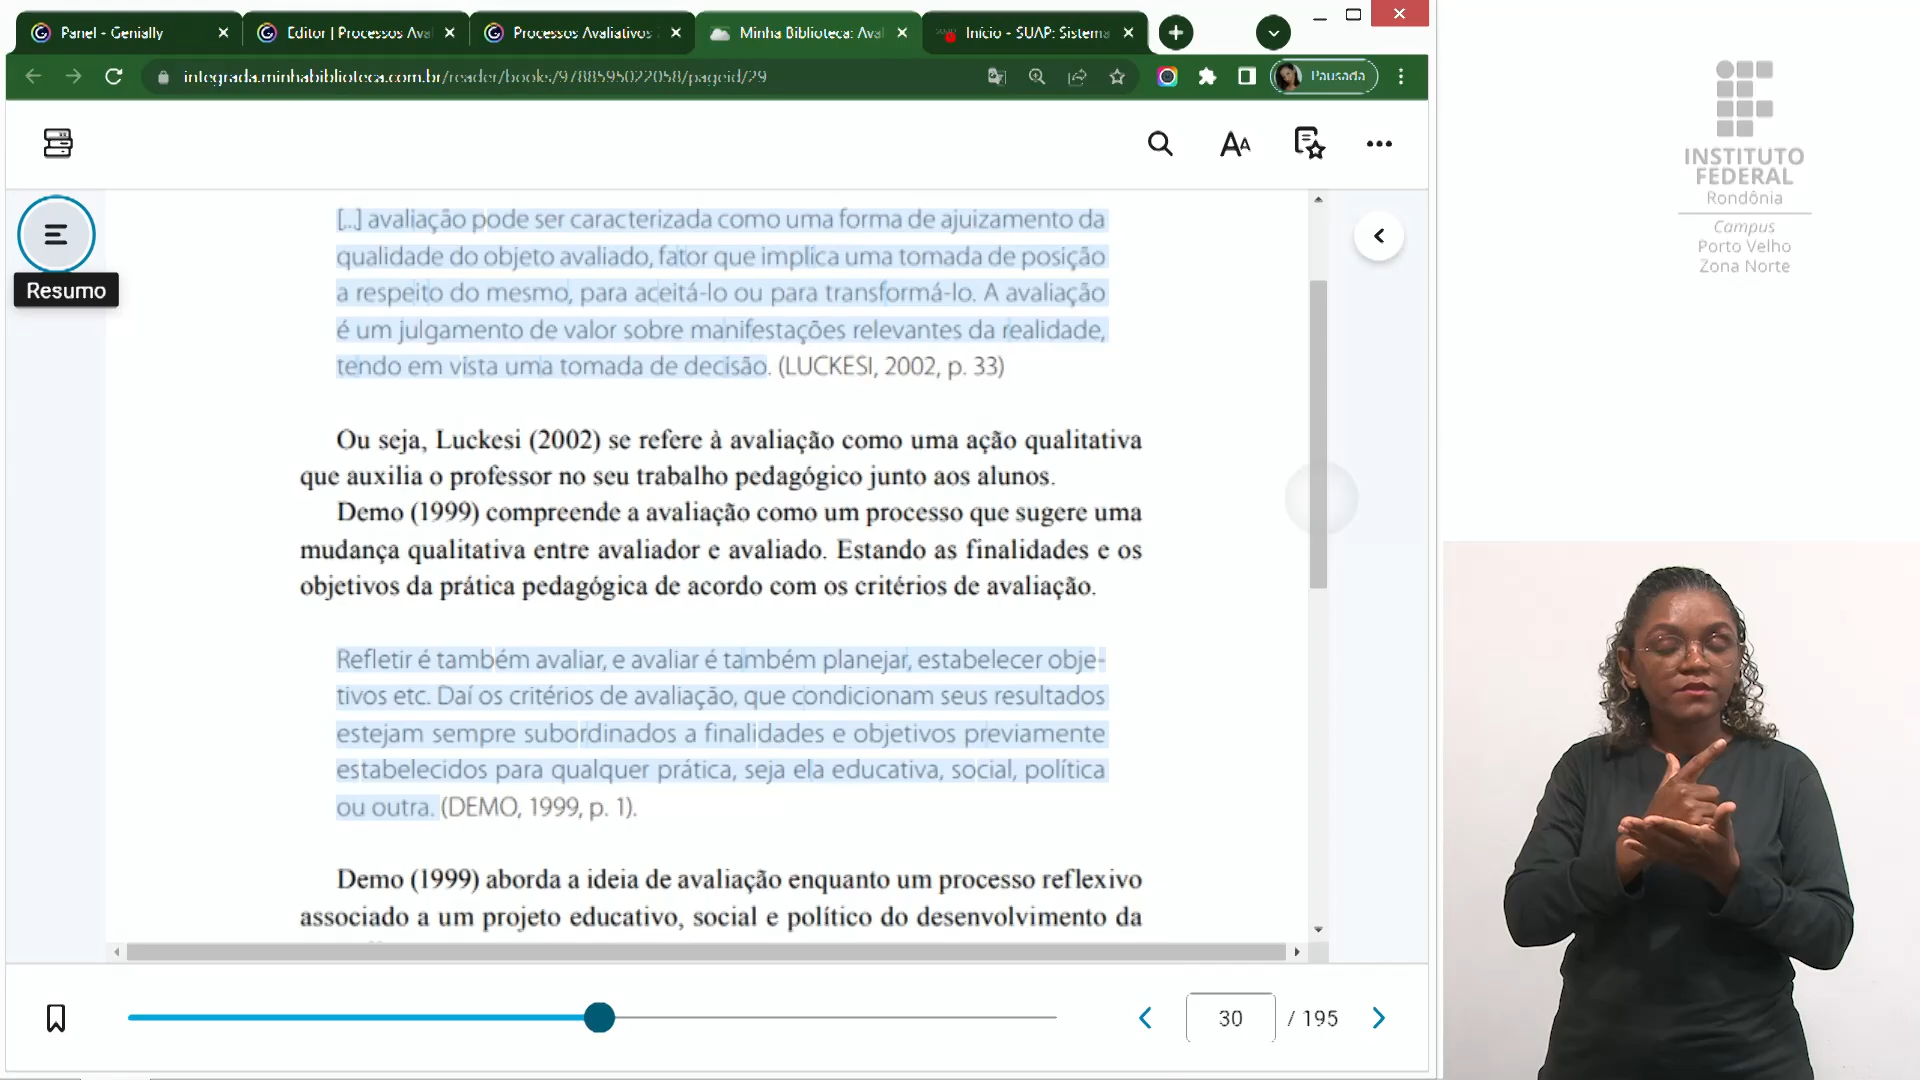 Panel - Genially
Editor | Processos Ava
Processos Avaliativos
Minha Biblioteca: Aval
Início - SUAP: Sistema
integrada.minhabiblioteca.com.br/reader/books/9788595022058/pageid/29
Pausada
Resumo
[...] avaliação pode ser caracterizada como uma forma de ajuizamento da
qualidade do objeto avaliado, fator que implica uma tomada de posição
a respeito do mesmo, para aceitá-lo ou para transformá-lo. A avaliação
é um julgamento de valor sobre manifestações relevantes da realidade,
tendo em vista uma tomada de decisão. (LUCKESI, 2002, p. 33)
Ou seja, Luckesi (2002) se refere à avaliação como uma ação qualitativa
que auxilia o professor no seu trabalho pedagógico junto aos alunos.
Demo (1999) compreende a avaliação como um processo que sugere uma
mudança qualitativa entre avaliador e avaliado. Estando as finalidades e os
objetivos da prática pedagógica de acordo com os critérios de avaliação.
Refletir é também avaliar, e avaliar é também planejar, estabelecer obje-
tivos etc. Daí os critérios de avaliação, que condicionam seus resultados
estejam sempre subordinados a finalidades e objetivos previamente
estabelecidos para qualquer prática, seja ela educativa, social, política
ou outra. (DEMO, 1999, p. 1).
Demo (1999) aborda a ideia de avaliação enquanto um processo reflexivo
associado a um projeto educativo, social e político do desenvolvimento da
30 / 195
INSTITUTO
FEDERAL
Rondônia
Campus
Porto Velho
Zona Norte